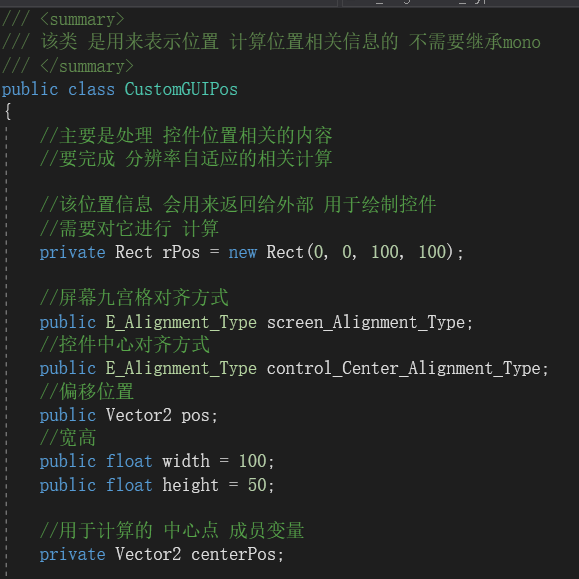 /// <summary>
/// 该类 是用来表示位置 计算位置相关信息的 不需要继承mono
/// </summary>
public class CustomGUIPos
{
//主要是处理 控件位置相关的内容
//要完成 分辨率自适应的相关计算
//该位置信息 会用来返回给外部 用于绘制控件
//需要对它进行 计算
private Rect rPos = new Rect(0, 0, 100, 100);
//屏幕九宫格对齐方式
public E_Alignment_Type screen_Alignment_Type;
//控件中心对齐方式
public E_Alignment_Type control_Center_Alignment_Type;
//偏移位置
public Vector2 pos;
//宽高
public float width = 100;
public float height = 50;
//用于计算的 中心点 成员变量
private Vector2 centerPos;